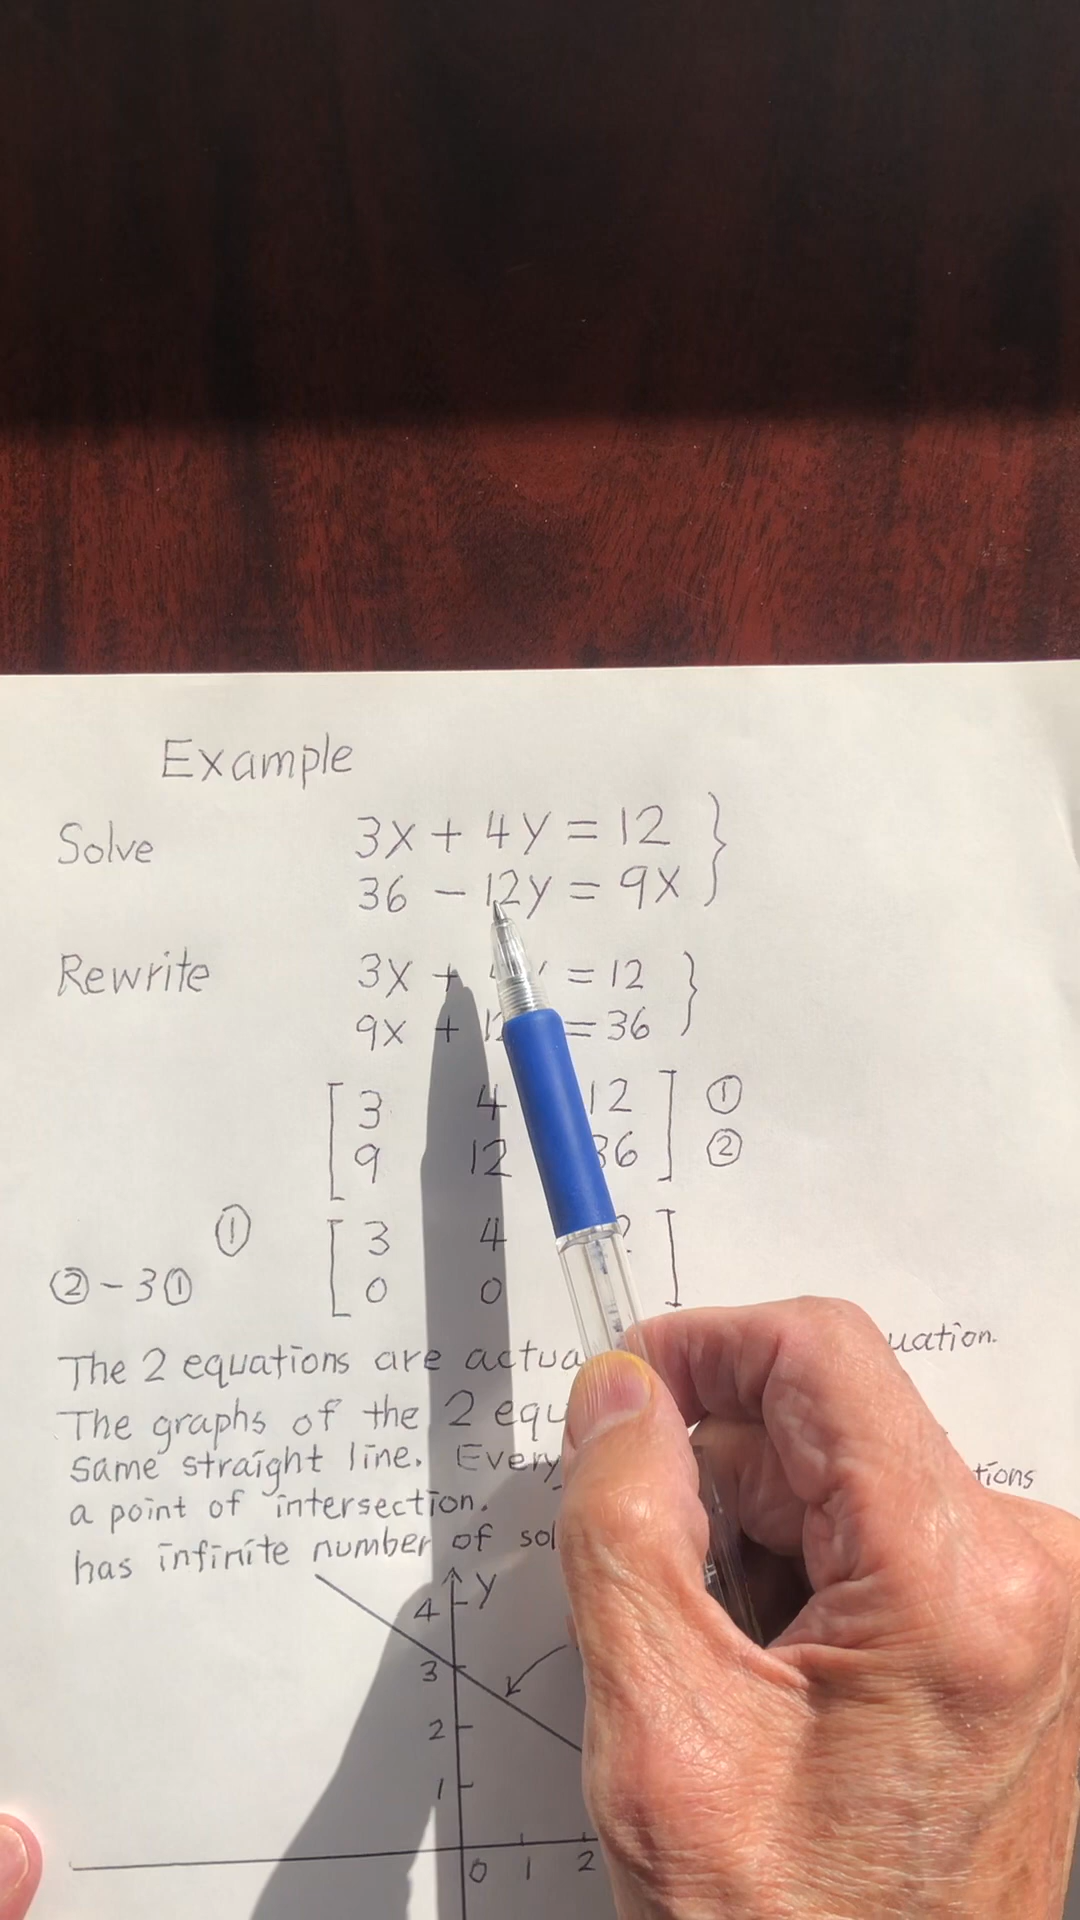 Example
Solve 3x + 4y = 12 }
36 - 12y = 9x
Rewrite 3x + = 12 }
9x + = 36
[ 3 4 12 ] ①
[ 9 12 36 ] ②
① [ 3 4 ]
② - 3① [ 0 0 ]
The 2 equations are
The graphs of the 2
same straight line. Every
a point of intersection.
has infinite number of
4 y
3
2
1
0 1 2